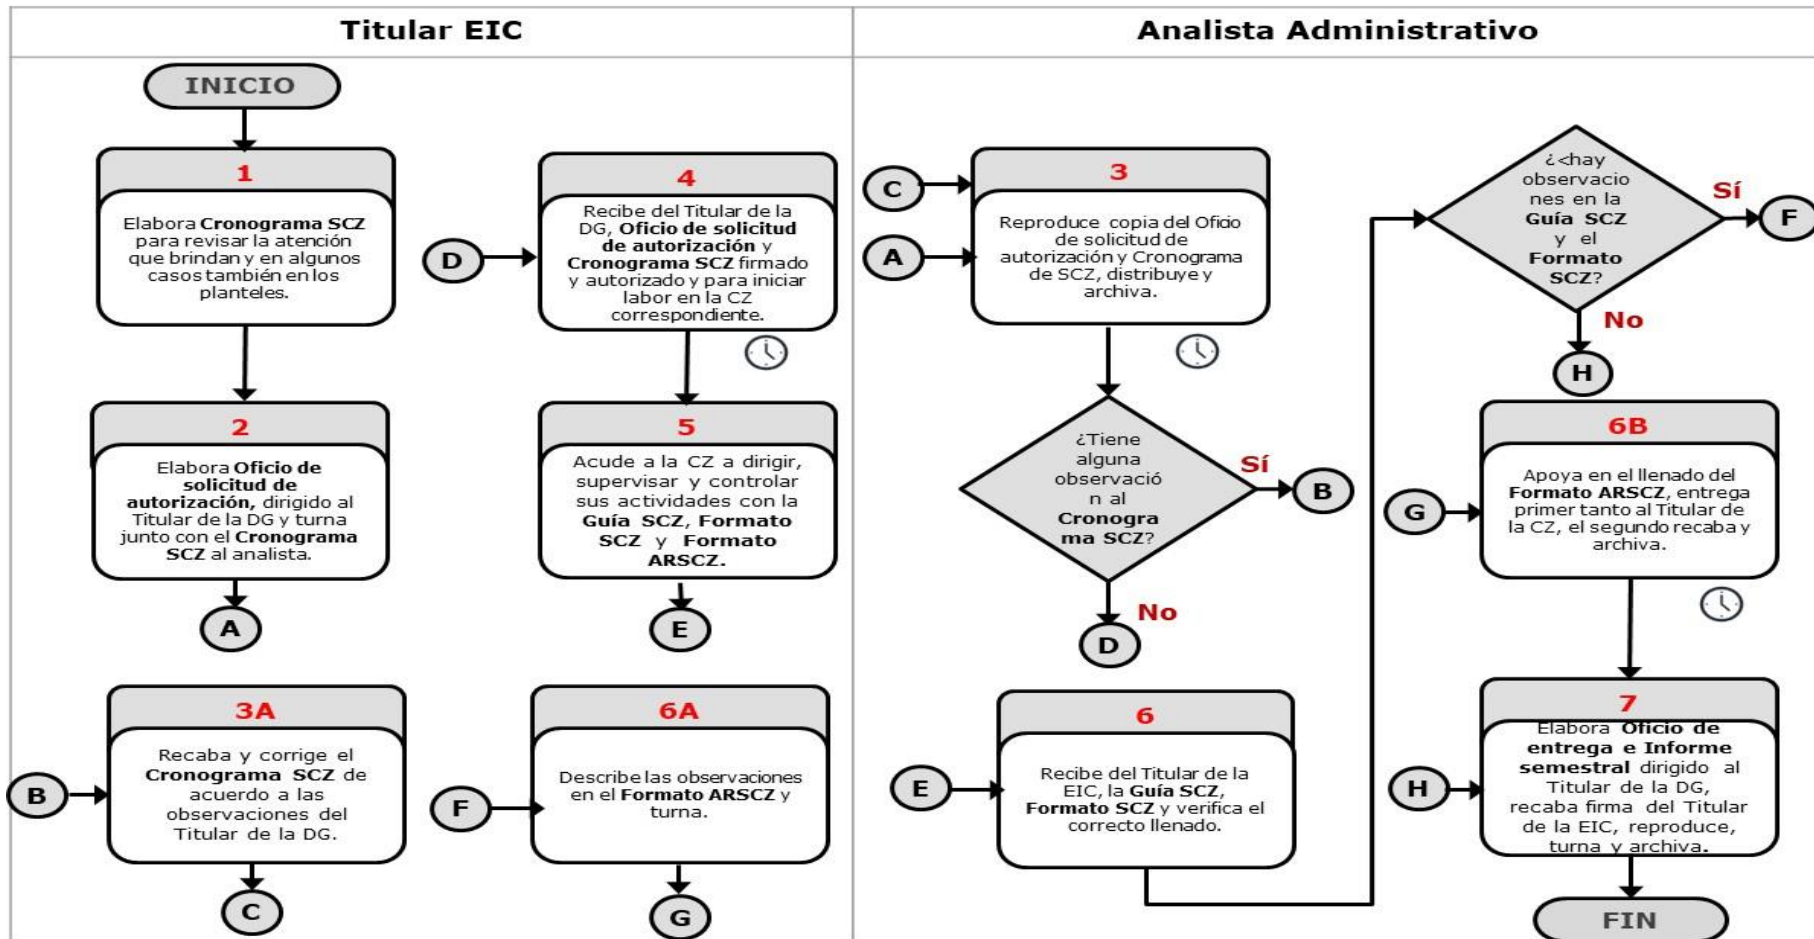 Titular EIC
INICIO
1
Elabora Cronograma SCZ
para revisar la atención
que brindan y en algunos
casos también en los
planteles.
2
Elabora Oficio de
solicitud de
autorización, dirigido al
Titular de la DG y turna
junto con el Cronograma
SCZ al analista.
A
B
3A
Recaba y corrige el
Cronograma SCZ de
acuerdo a las
observaciones del
Titular de la DG.
C
D
4
Recibe del Titular de la
DG, Oficio de solicitud
de autorización y
Cronograma SCZ firmado
y autorizado y para iniciar
labor en la CZ
correspondiente.
5
Acude a la CZ a dirigir,
supervisar y controlar
sus actividades con la
Guía SCZ, Formato
SCZ y Formato
ARSCZ.
E
F
6A
Describe las observaciones
en el Formato ARSCZ y
turna.
G
Analista Administrativo
C
A
3
Reproduce copia del Oficio
de solicitud de
autorización y Cronograma
de SCZ, distribuye y
archiva.
¿Tiene
alguna
observació
n al
Cronogra
ma SCZ?
Sí
B
No
D
E
6
Recibe del Titular de la
EIC, la Guía SCZ,
Formato SCZ y verifica el
correcto llenado.
¿<hay
observacio
nes en la
Guía SCZ
y el
Formato
SCZ?
Sí
F
No
H
G
6B
Apoya en el llenado del
Formato ARSCZ, entrega
primer tanto al Titular de
la CZ, el segundo recaba y
archiva.
H
7
Elabora Oficio de
entrega e Informe
semestral dirigido al
Titular de la DG,
recaba firma del Titular
de la EIC, reproduce,
turna y archiva.
FIN